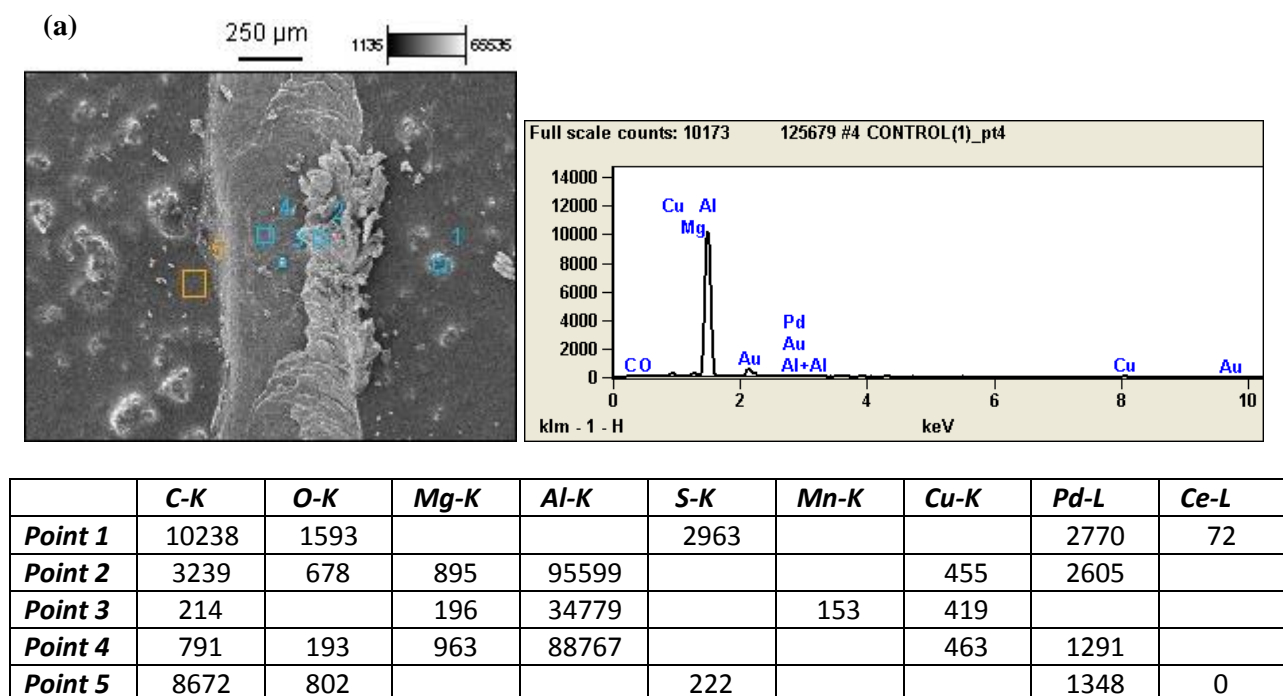 (a)
250 µm
1135 65535
4 2
5 3 1
Full scale counts: 10173 125679 #4 CONTROL(1)_pt4
14000
12000
10000
8000
6000
4000
2000
0
Cu Al
Mg
Pd
Au
Al+Al
C O Au Cu Au
0 2 4 6 8 10
klm - 1 - H keV
C-K O-K Mg-K Al-K S-K Mn-K Cu-K Pd-L Ce-L
Point 1 10238 1593 2963 2770 72
Point 2 3239 678 895 95599 455 2605
Point 3 214 196 34779 153 419
Point 4 791 193 963 88767 463 1291
Point 5 8672 802 222 1348 0